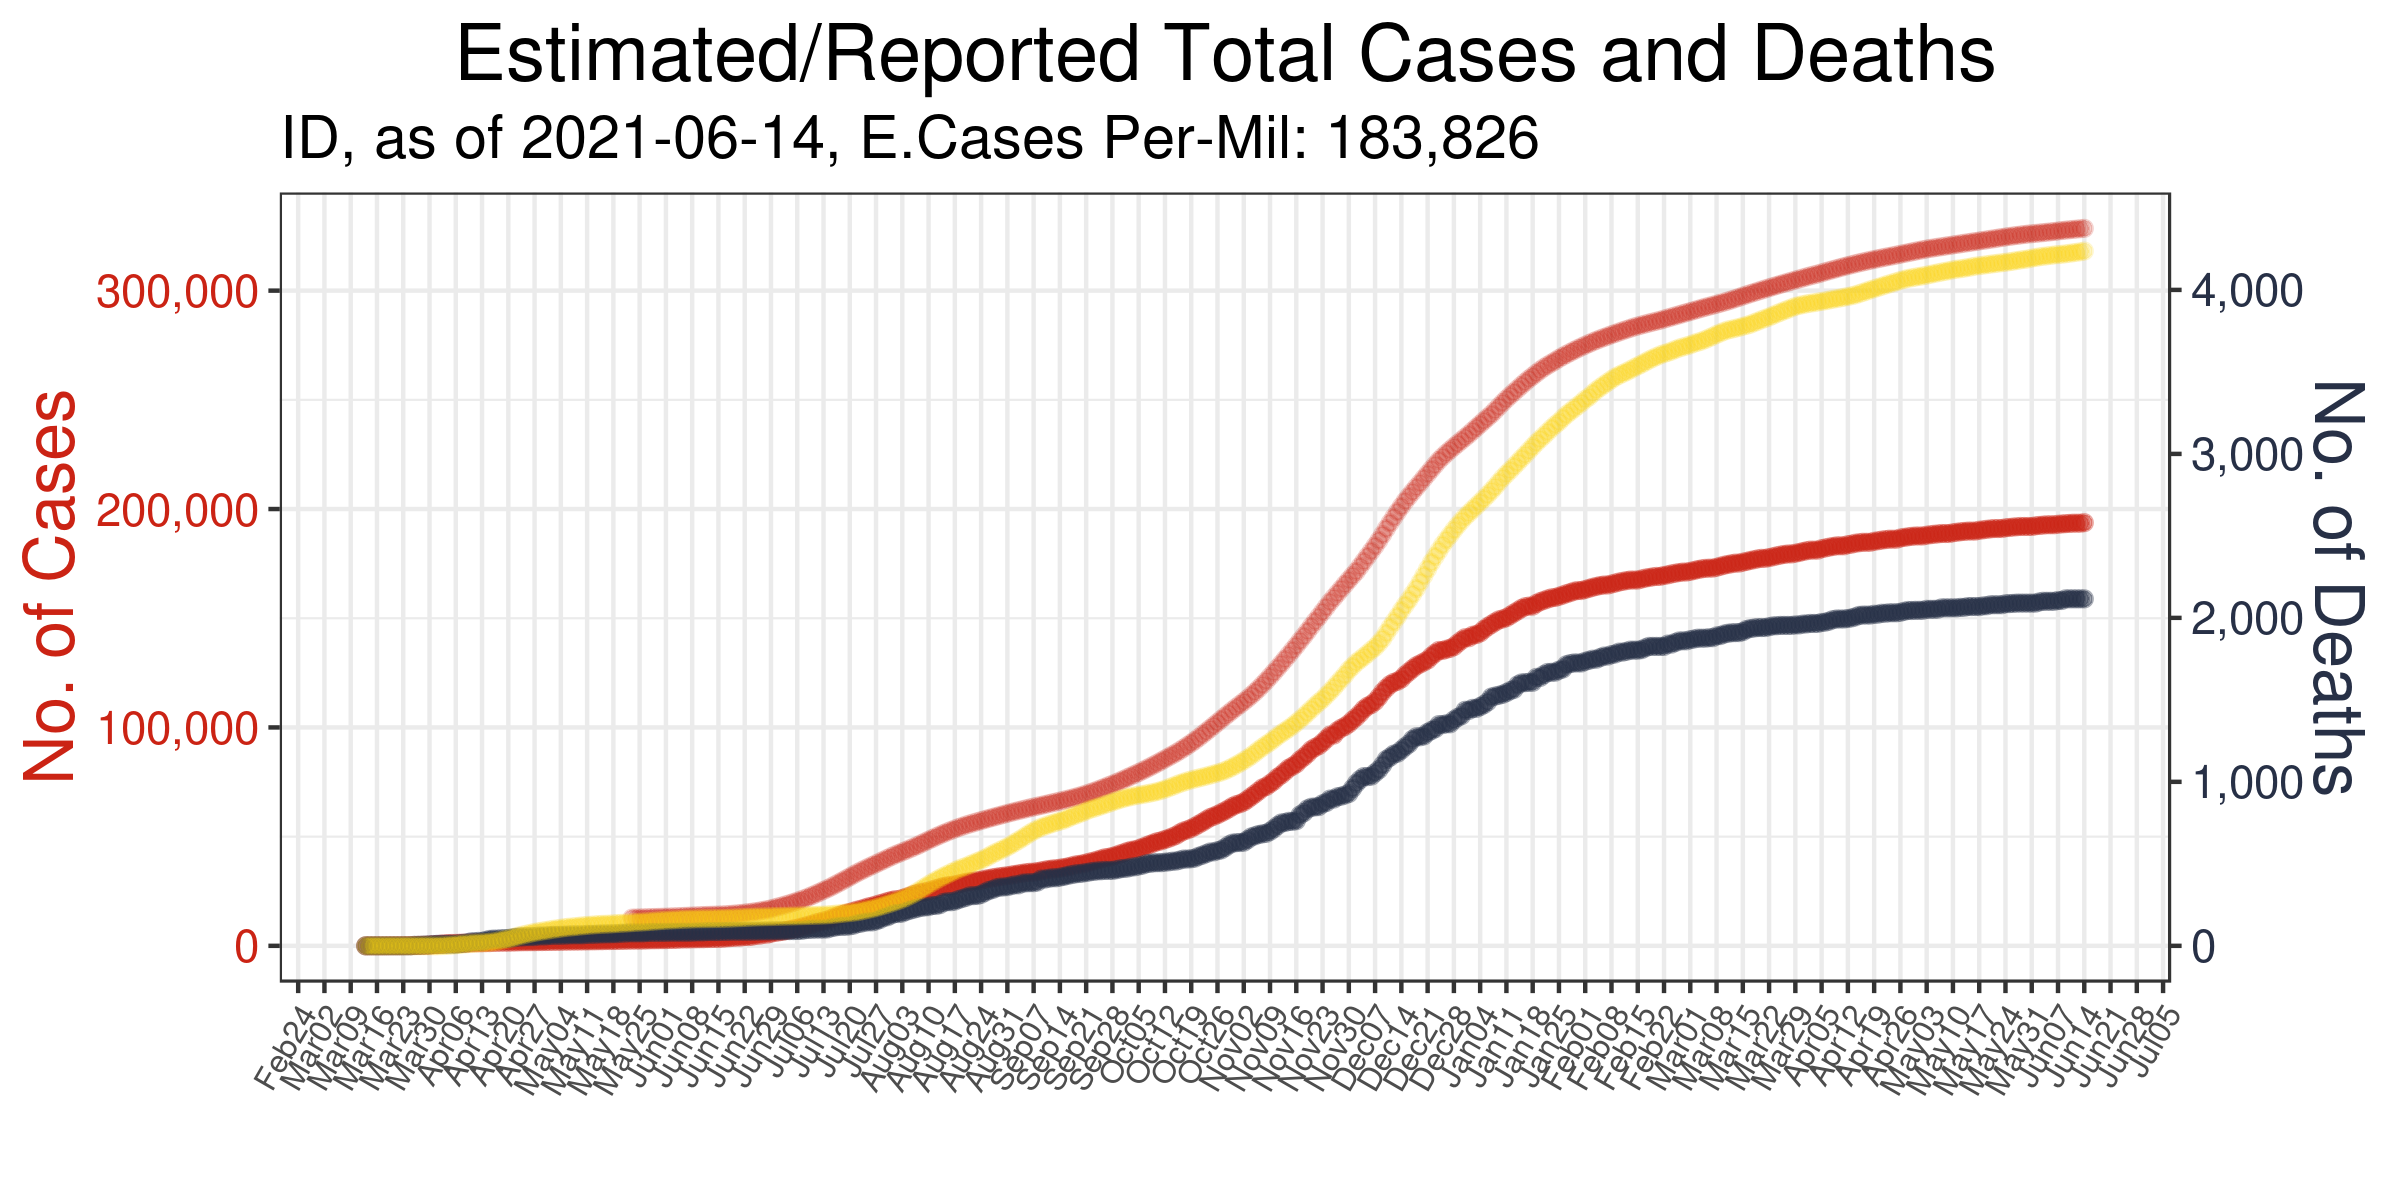 Estimated/Reported Total Cases and Deaths
ID, as of 2021-06-14, E.Cases Per-Mil: 183,826
No. of Cases
300,000
200,000
100,000
0
4,000
3,000
2,000
1,000
0
No. of Deaths
Feb24
Mar02
Mar09
Mar16
Mar23
Mar30
Apr06
Apr13
Apr20
Apr27
May04
May11
May18
May25
Jun01
Jun08
Jun15
Jun22
Jun29
Jul06
Jul13
Jul20
Jul27
Aug03
Aug10
Aug17
Aug24
Aug31
Sep07
Sep14
Sep21
Sep28
Oct05
Oct12
Oct19
Oct26
Nov02
Nov09
Nov16
Nov23
Nov30
Dec07
Dec14
Dec21
Dec28
Jan04
Jan11
Jan18
Jan25
Feb01
Feb08
Feb15
Feb22
Mar01
Mar08
Mar15
Mar22
Mar29
Apr05
Apr12
Apr19
Apr26
May03
May10
May17
May24
May31
Jun07
Jun14
Jun21
Jun28
Jul05